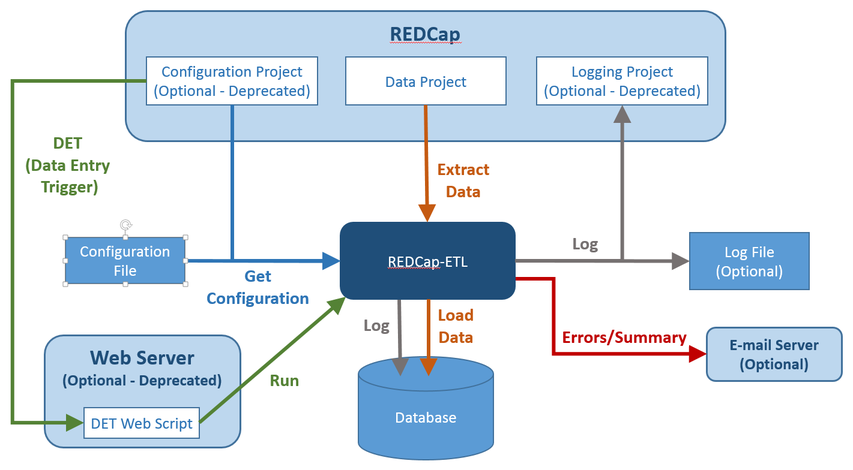 REDCap
Configuration Project
(Optional - Deprecated)
Data Project
Logging Project
(Optional - Deprecated)
DET
(Data Entry
Trigger)
Extract
Data
Configuration
File
Get
Configuration
REDCap-ETL
Log
Log File
(Optional)
Log
Load
Data
Errors/Summary
E-mail Server
(Optional)
Web Server
(Optional - Deprecated)
Run
DET Web Script
Database